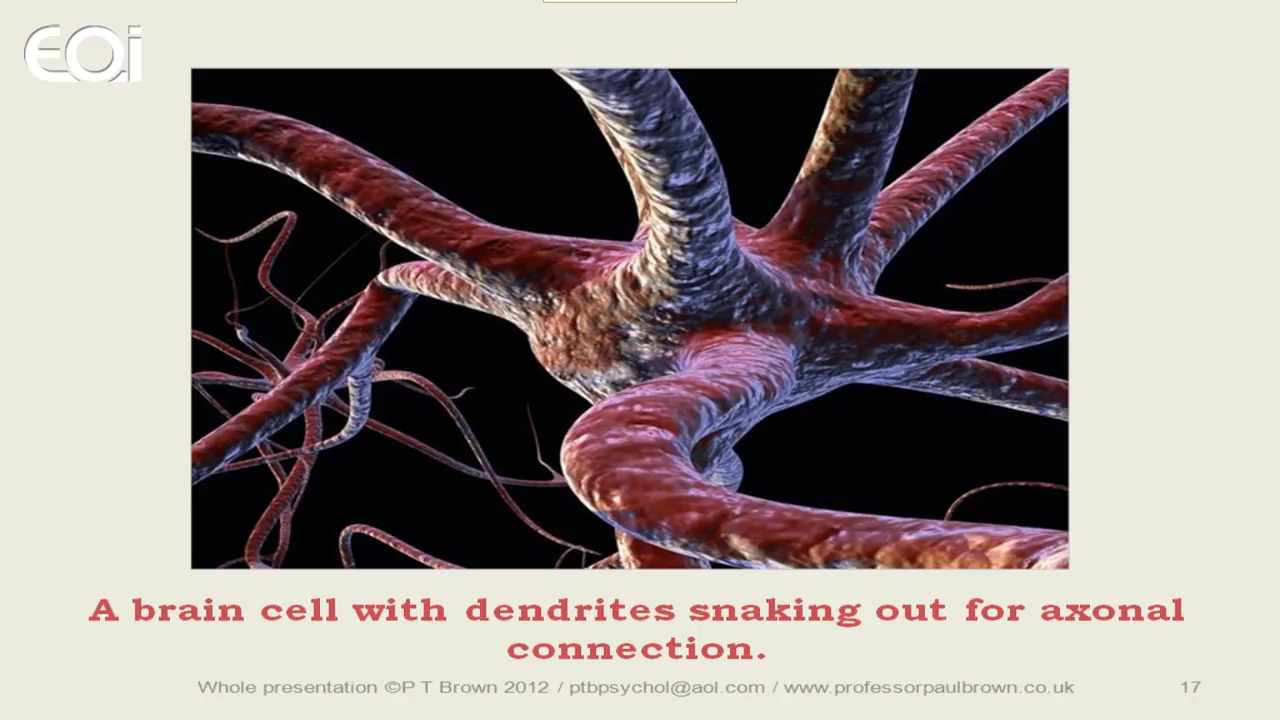 EQi
A brain cell with dendrites snaking out for axonal
connection.
Whole presentation ©P T Brown 2012 / ptbpsychol@aol.com / www.professorpaulbrown.co.uk 17